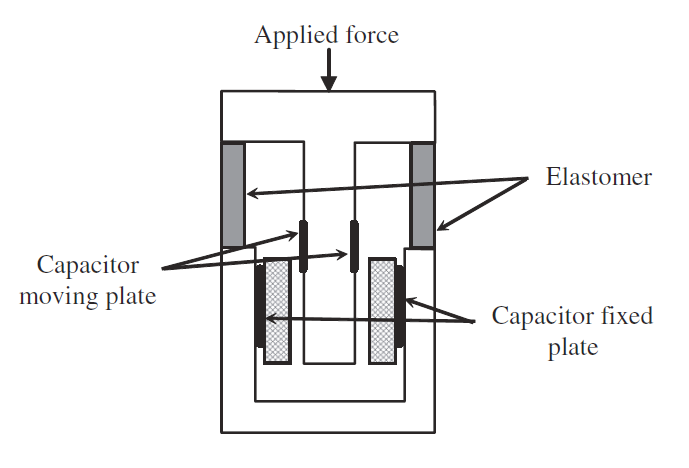 Applied force
Elastomer
Capacitor
moving plate
Capacitor fixed
plate